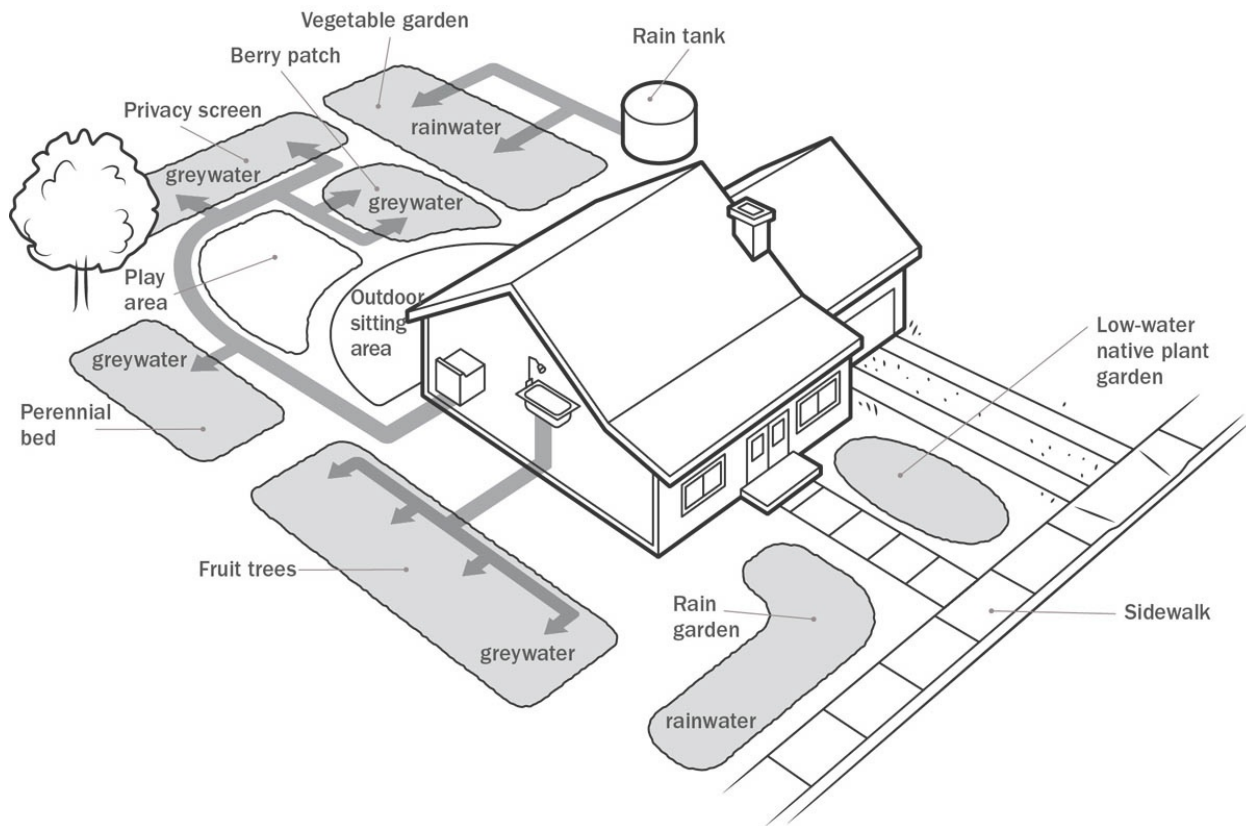 Vegetable garden
Rain tank
Berry patch
Privacy screen
rainwater
greywater
greywater
Play
area
Outdoor
sitting
area
greywater
Low-water
native plant
garden
Perennial
bed
Fruit trees
Rain
garden
Sidewalk
greywater
rainwater